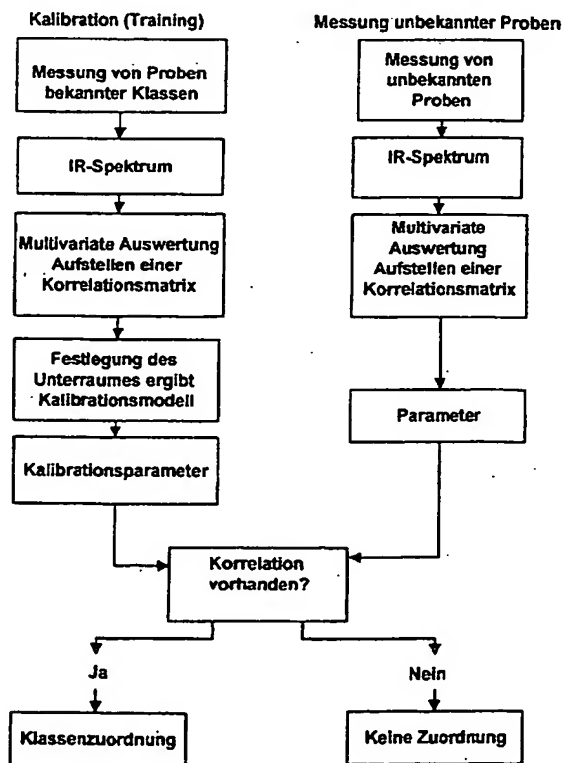 Kalibration (Training)
Messung von Proben
bekannter Klassen
IR-Spektrum
Multivariate Auswertung
Aufstellen einer
Korrelationsmatrix
Festlegung des
Unterraumes ergibt
Kalibrationsmodell
Kalibrationsparameter
Messung unbekannter Proben
Messung von
unbekannten
Proben
IR-Spektrum
Multivariate
Auswertung
Aufstellen einer
Korrelationsmatrix
Parameter
Korrelation
vorhanden?
Ja
Nein
Klassenzuordnung
Keine Zuordnung